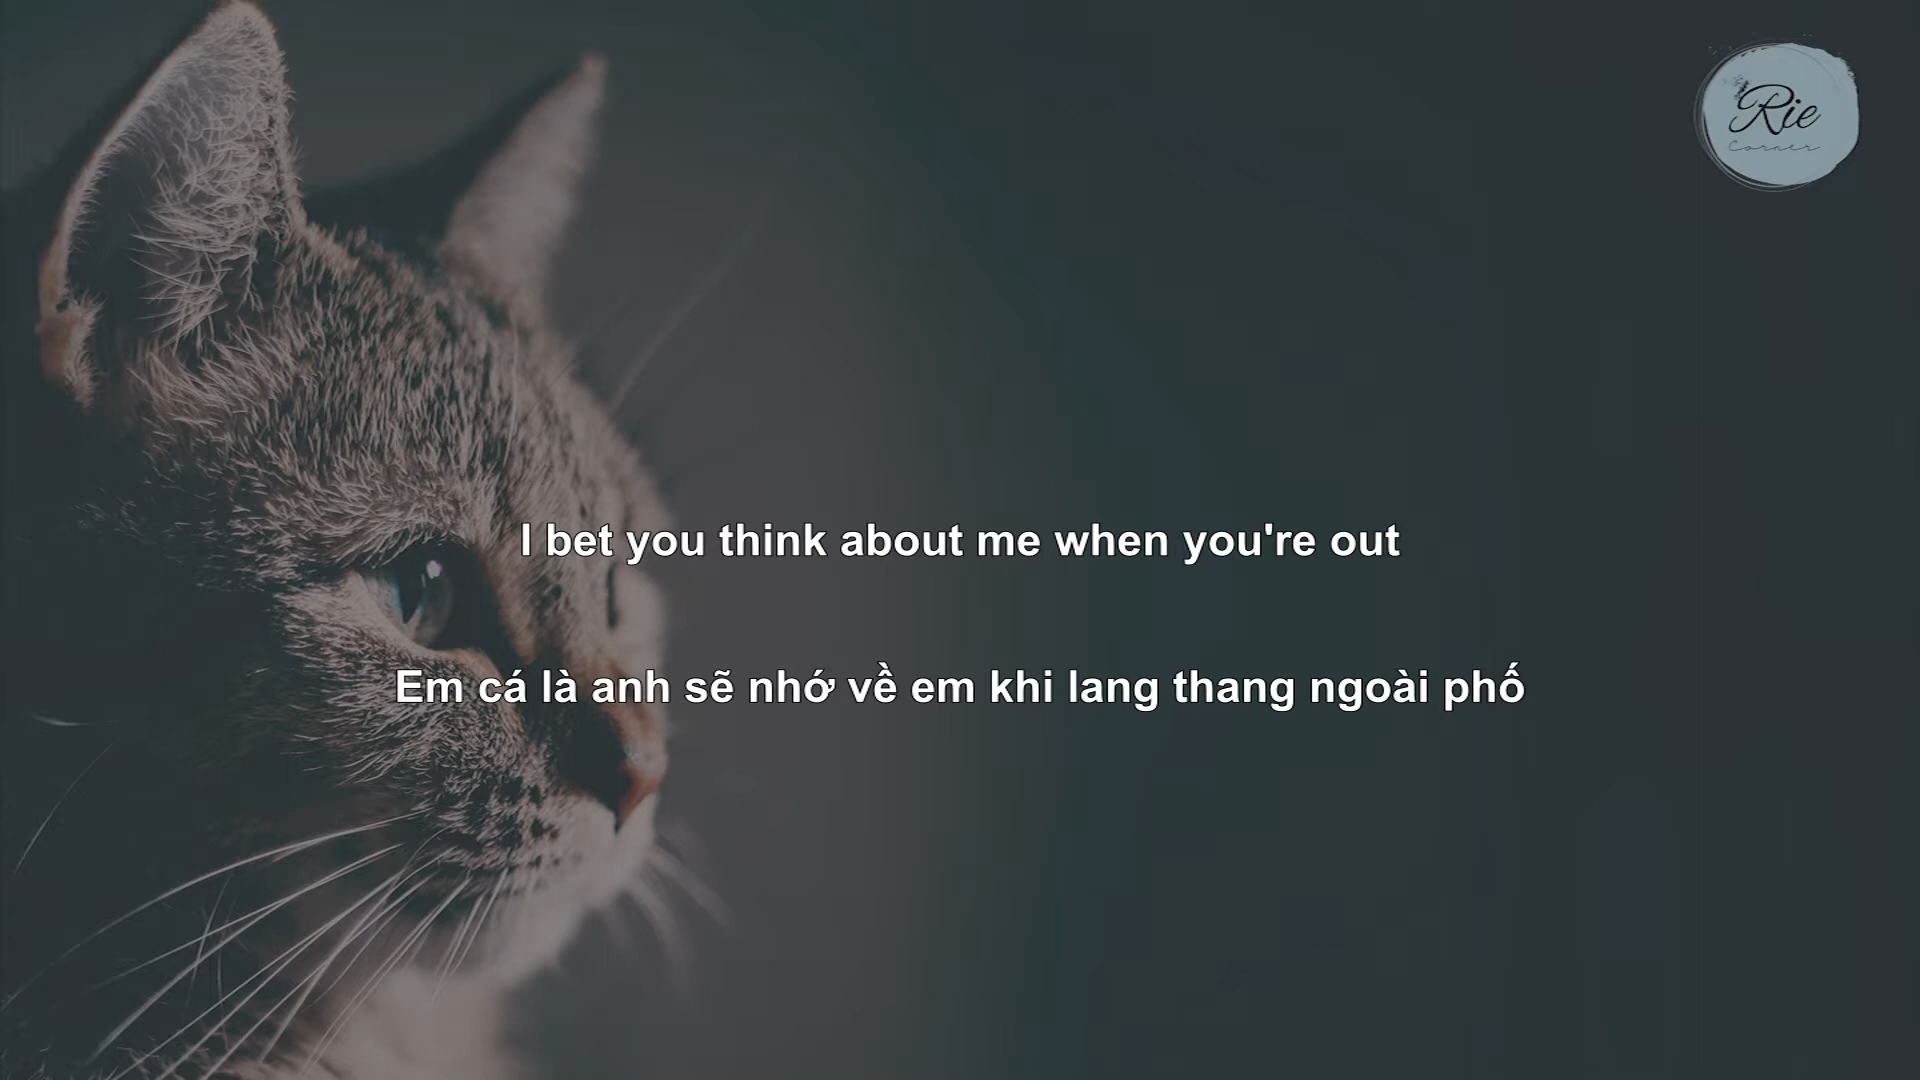 Rie
Corner
I bet you think about me when you're out
Em cá là anh sẽ nhớ về em khi lang thang ngoài phố